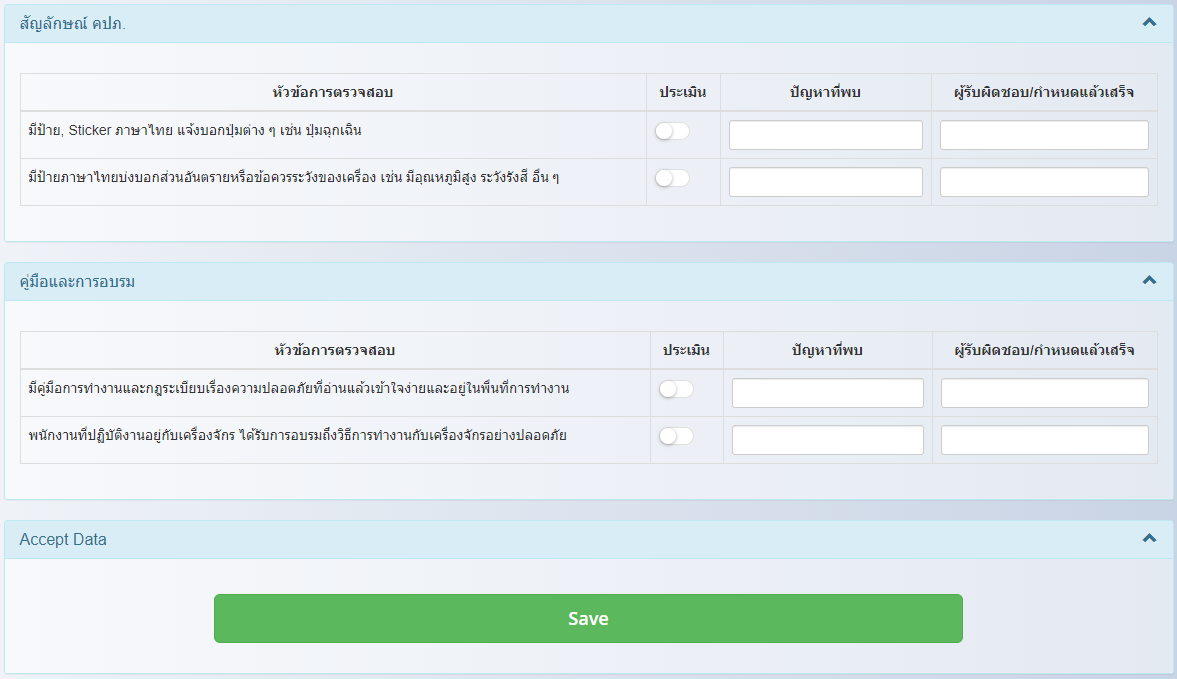 สัญลักษณ์ คปภ.
หัวข้อการตรวจสอบ ประเมิน ปัญหาที่พบ ผู้รับผิดชอบ/กำหนดแล้วเสร็จ
มีป้าย, Sticker ภาษาไทย แจ้งบอกปุ่มต่าง ๆ เช่น ปุ่มฉุกเฉิน
มีป้ายภาษาไทยบ่งบอกส่วนอันตรายหรือข้อควรระวังของเครื่อง เช่น มีอุณหภูมิสูง ระวังรังสี อื่น ๆ
คู่มือและการอบรม
หัวข้อการตรวจสอบ ประเมิน ปัญหาที่พบ ผู้รับผิดชอบ/กำหนดแล้วเสร็จ
มีคู่มือการทำงานและกฎระเบียบเรื่องความปลอดภัยที่อ่านแล้วเข้าใจง่ายและอยู่ในพื้นที่การทำงาน
พนักงานที่ปฏิบัติงานอยู่กับเครื่องจักร ได้รับการอบรมถึงวิธีการทำงานกับเครื่องจักรอย่างปลอดภัย
Accept Data
Save